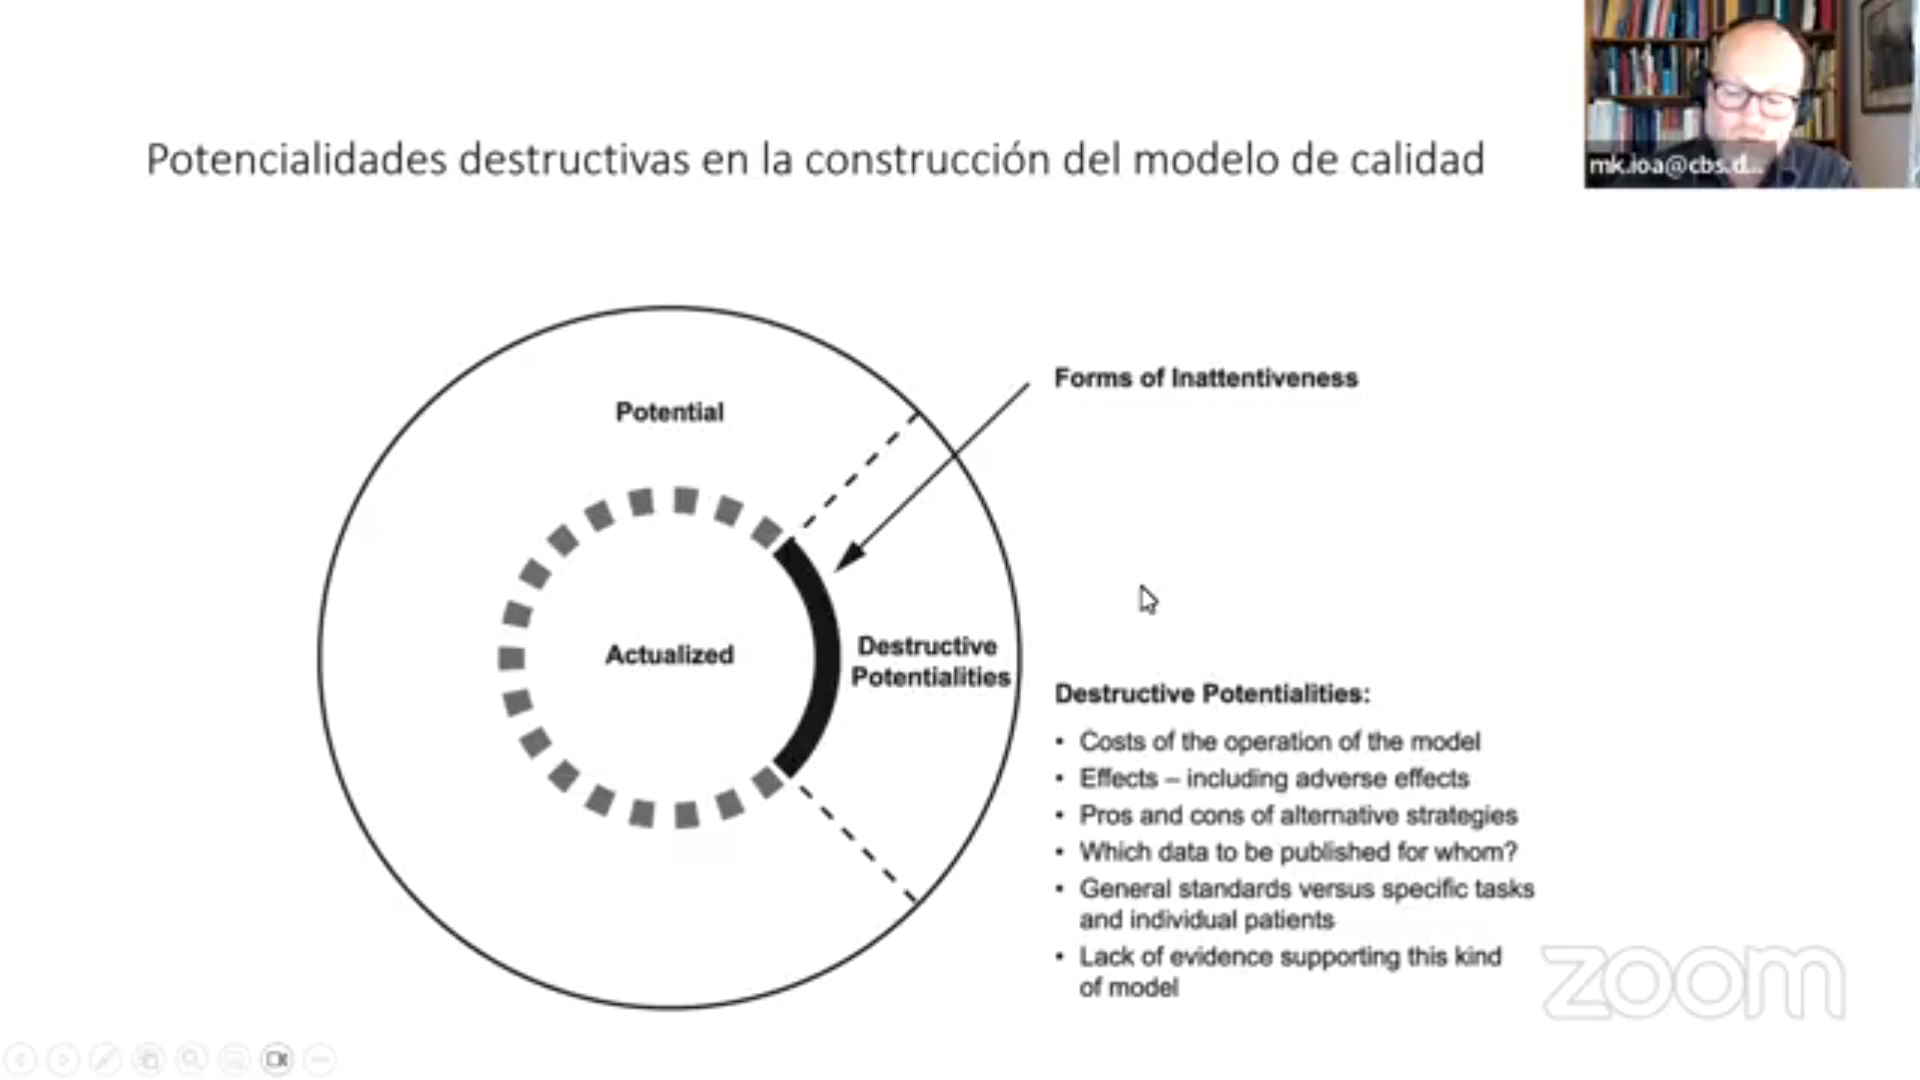 Potencialidades destructivas en la construcción del modelo de calidad
mk.ioa@cbs.d...
Forms of Inattentiveness
Potential
Actualized
Destructive
Potentialities
Destructive Potentialities:
• Costs of the operation of the model
• Effects – including adverse effects
• Pros and cons of alternative strategies
• Which data to be published for whom?
• General standards versus specific tasks
and individual patients
• Lack of evidence supporting this kind
of model
zoom